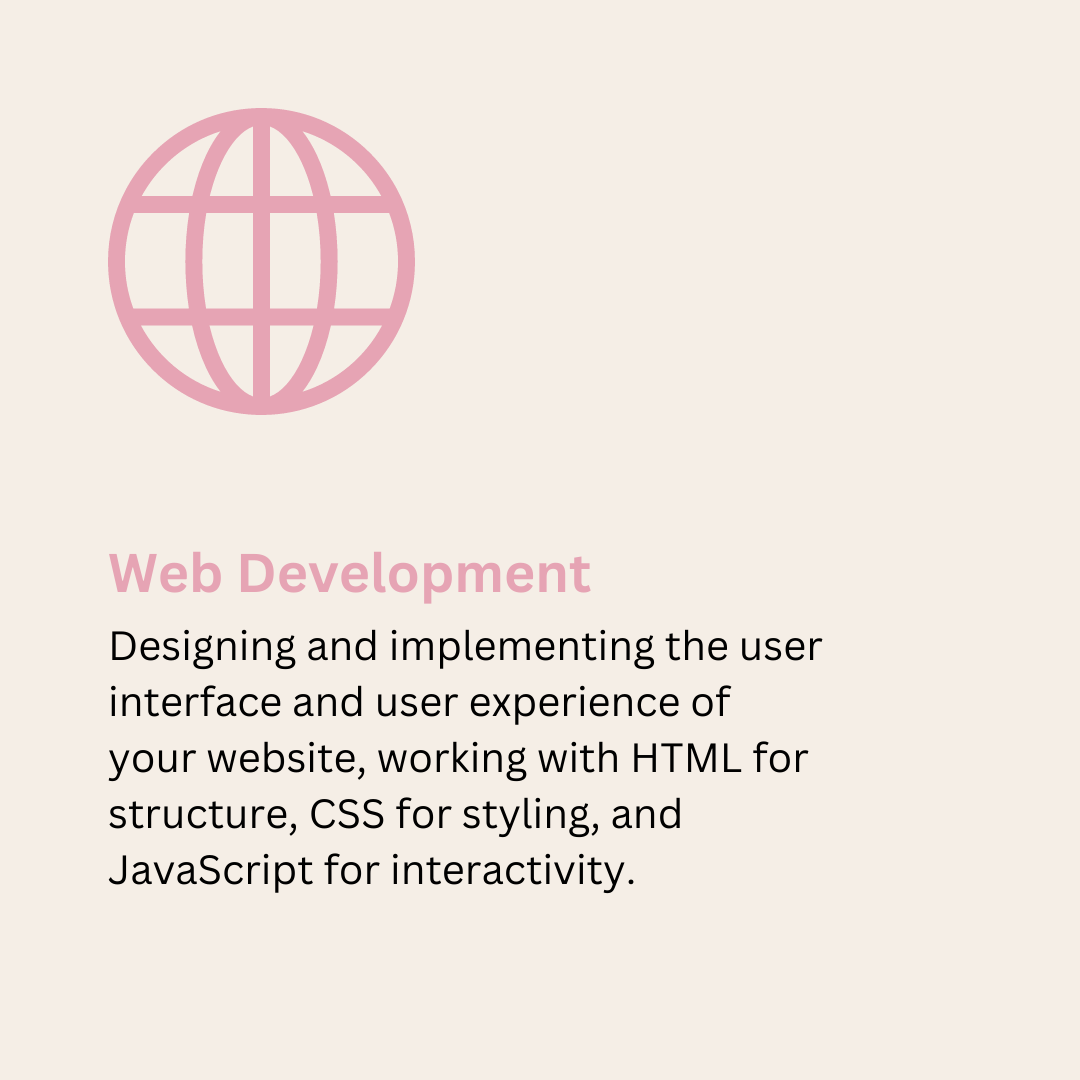 Web Development
Designing and implementing the user
interface and user experience of
your website, working with HTML for
structure, CSS for styling, and
JavaScript for interactivity.